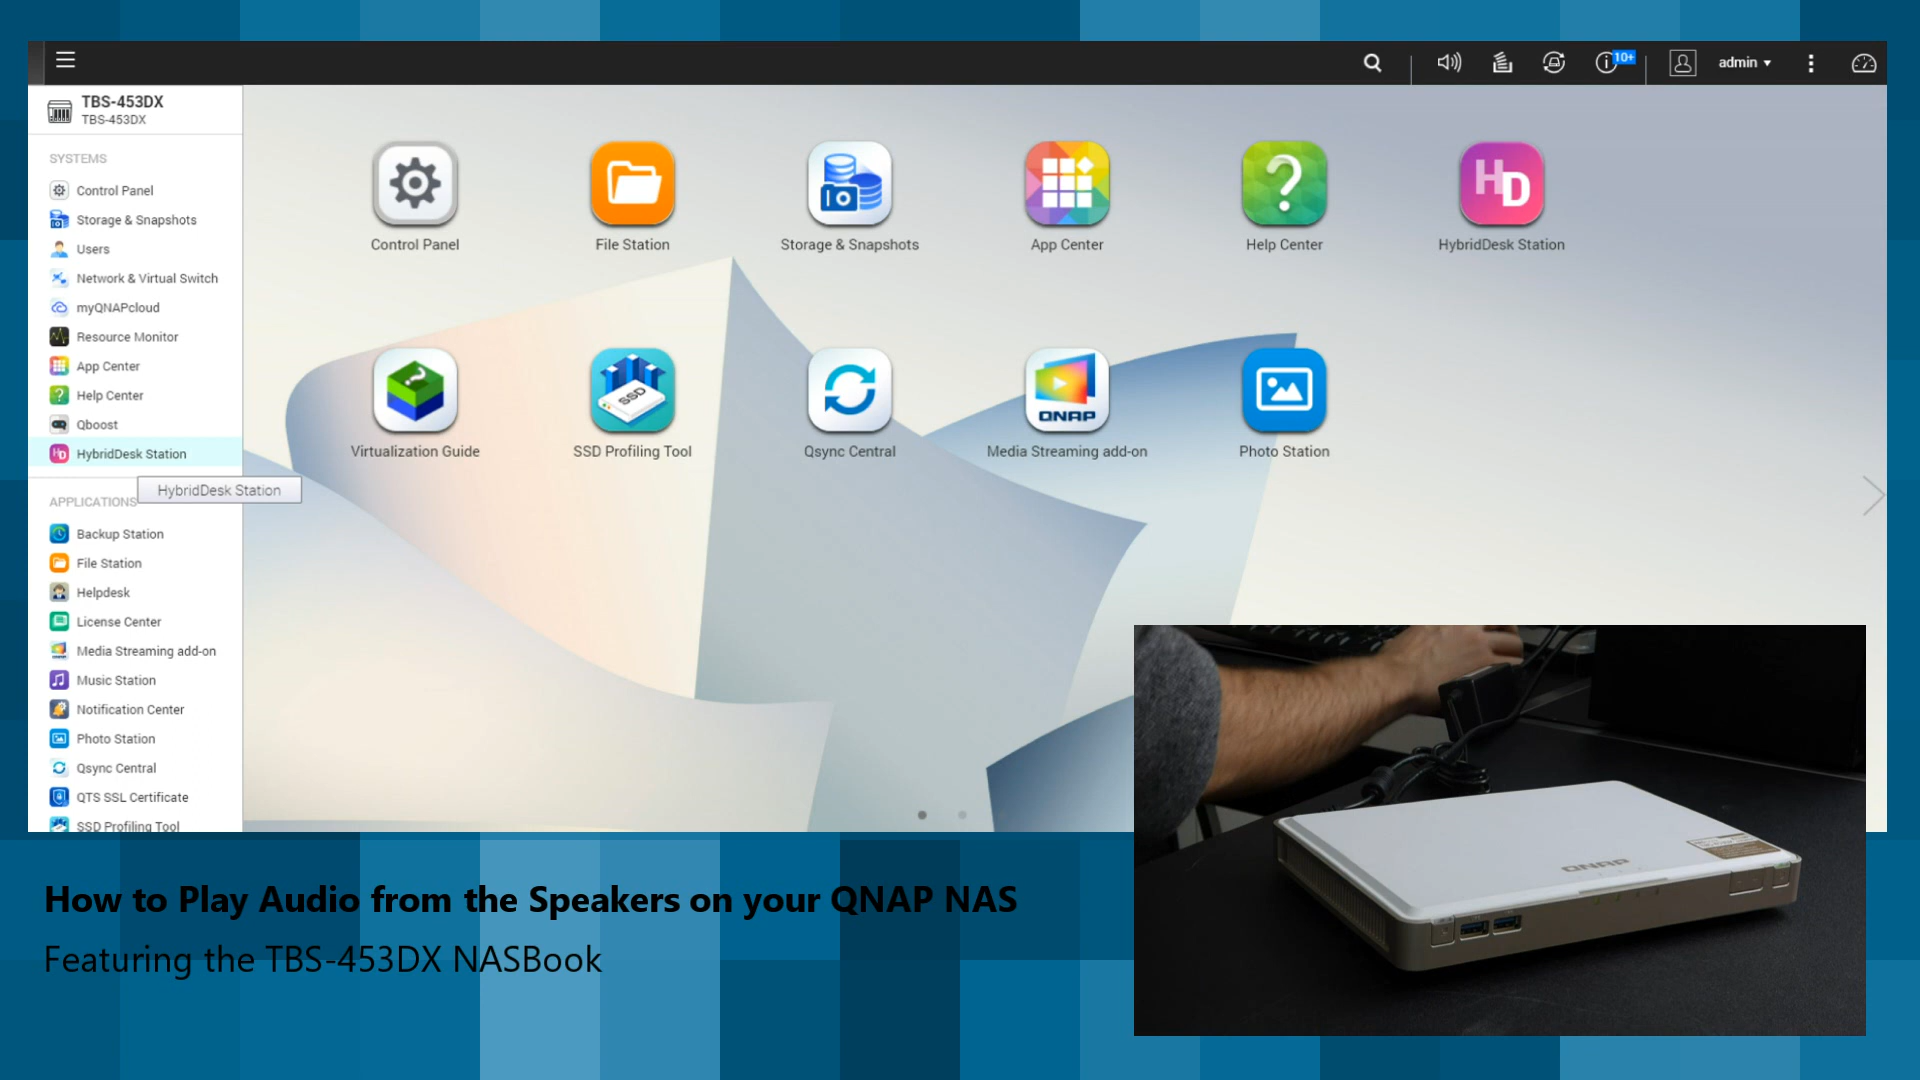 10+
admin
TBS-453DX
TBS-453DX
SYSTEMS
Control Panel
Storage & Snapshots
Users
Network & Virtual Switch
myQNAPcloud
Resource Monitor
App Center
Help Center
Qboost
HybridDesk Station
HybridDesk Station
APPLICATIONS
Backup Station
File Station
Helpdesk
License Center
Media Streaming add-on
Music Station
Notification Center
Photo Station
Qsync Central
QTS SSL Certificate
SSD Profiling Tool
HD
Control Panel
File Station
Storage & Snapshots
App Center
Help Center
HybridDesk Station
SSD
QNAP
Virtualization Guide
SSD Profiling Tool
Qsync Central
Media Streaming add-on
Photo Station
QNAP
How to Play Audio from the Speakers on your QNAP NAS
Featuring the TBS-453DX NASBook